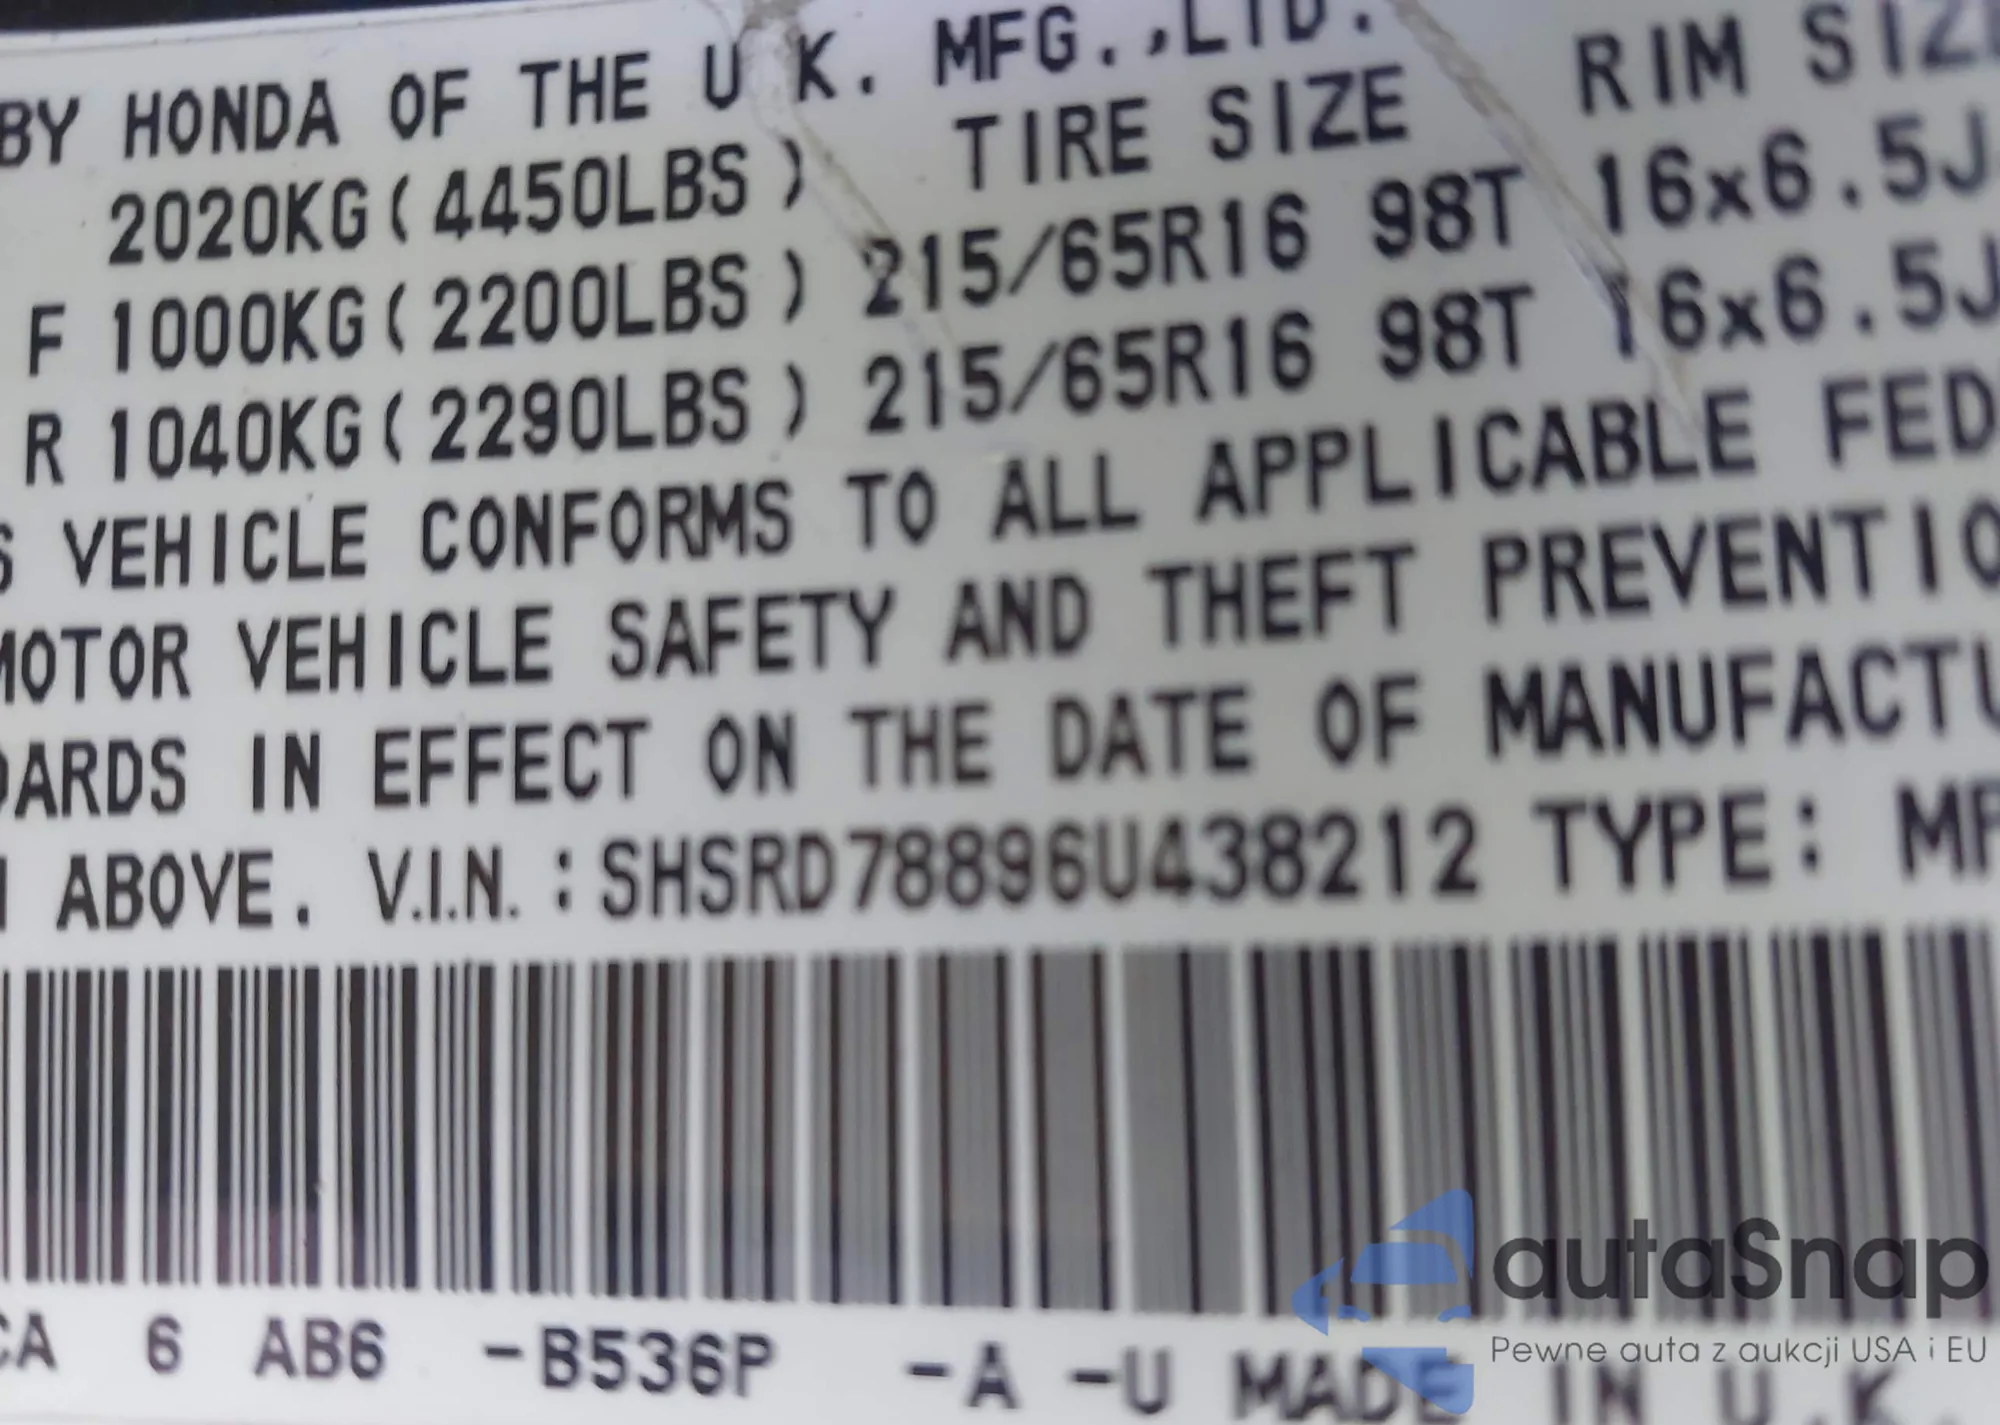 BY HONDA OF THE U K. MFG.,LTD.
2020KG(4450LBS) TIRE SIZE RIM SIZE
F 1000KG(2200LBS) 215/65R16 98T 16x6.5J
R 1040KG(2290LBS) 215/65R16 98T 16x6.5J
S VEHICLE CONFORMS TO ALL APPLICABLE FED
MOTOR VEHICLE SAFETY AND THEFT PREVENTIO
DARDS IN EFFECT ON THE DATE OF MANUFACTU
ABOVE. V.I.N.:SHSRD78896U438212 TYPE: MP
CA 6 AB6 -B536P -A -U MADE IN U.K.
autaSnap
Pewne auta z aukcji USA i EU